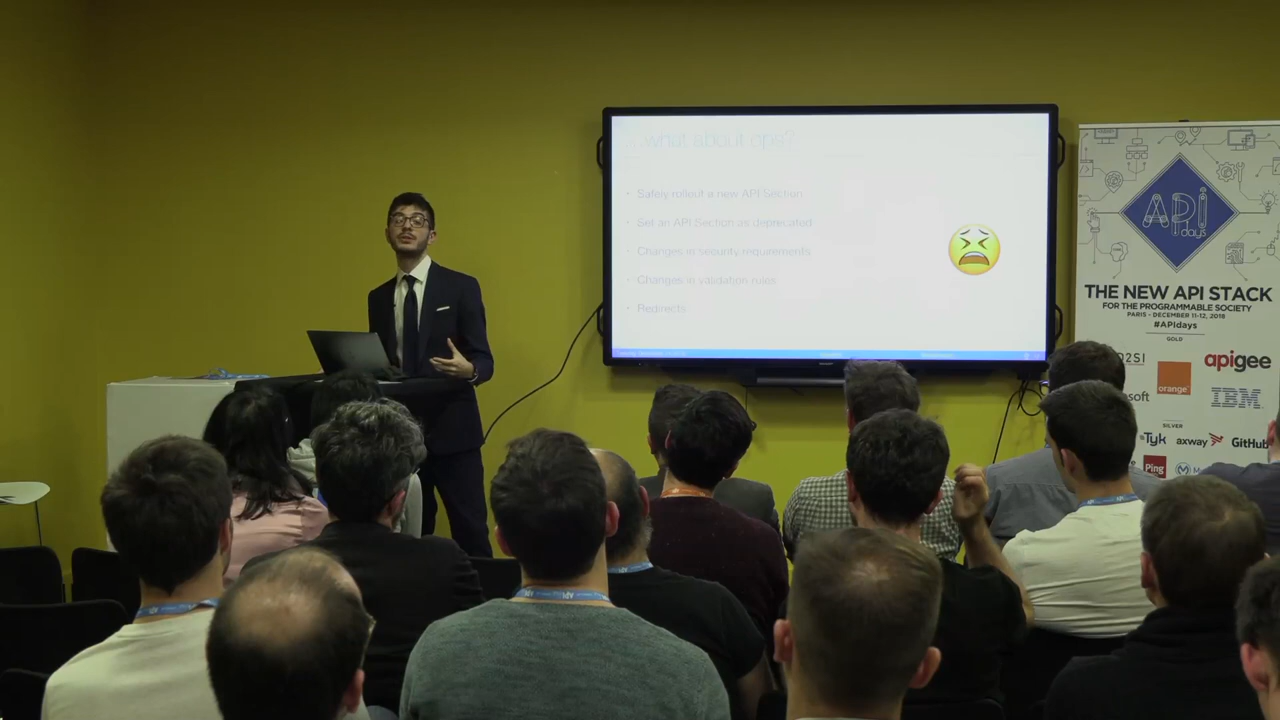 what about ops?
• Safely rollout a new API Section
• Set an API Section as deprecated
• Changes in security requirements
• Changes in validation rules
• Redirects
API
days
THE NEW API STACK
FOR THE PROGRAMMABLE SOCIETY
PARIS - DECEMBER 11-12, 2018
#APIdays
GOLD
apigee
orange
IBM
SILVER
Tyk axway GitHub
Ping